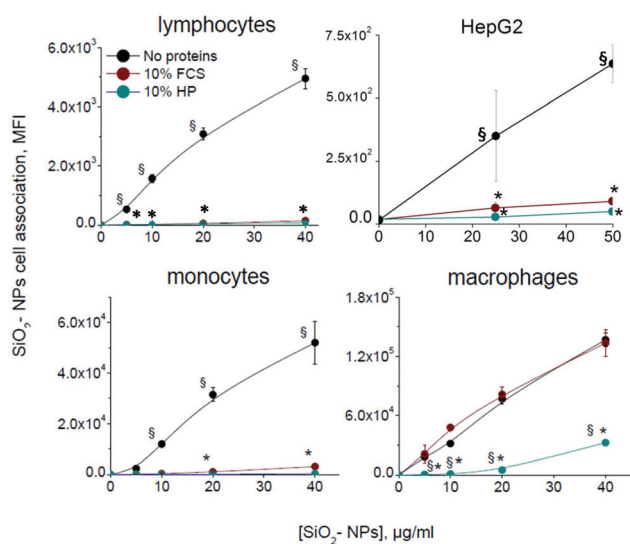 lymphocytes
6.0x10³
4.0x10³
2.0x10³
0.0
0 10 20 30 40
No proteins
10% FCS
10% HP
§ § § §
* * * *
HepG2
7.5x10²
5.0x10²
2.5x10²
0.0
0 10 20 30 40 50
§ §
* *
* *
SiO₂- NPs cell association, MFI
monocytes
6.0x10⁴
4.0x10⁴
2.0x10⁴
0.0
0 10 20 30 40
§ § §
* *
macrophages
1.8x10⁵
1.2x10⁵
6.0x10⁴
0.0
0 10 20 30 40
§* §* §* §*
[SiO₂- NPs], µg/ml